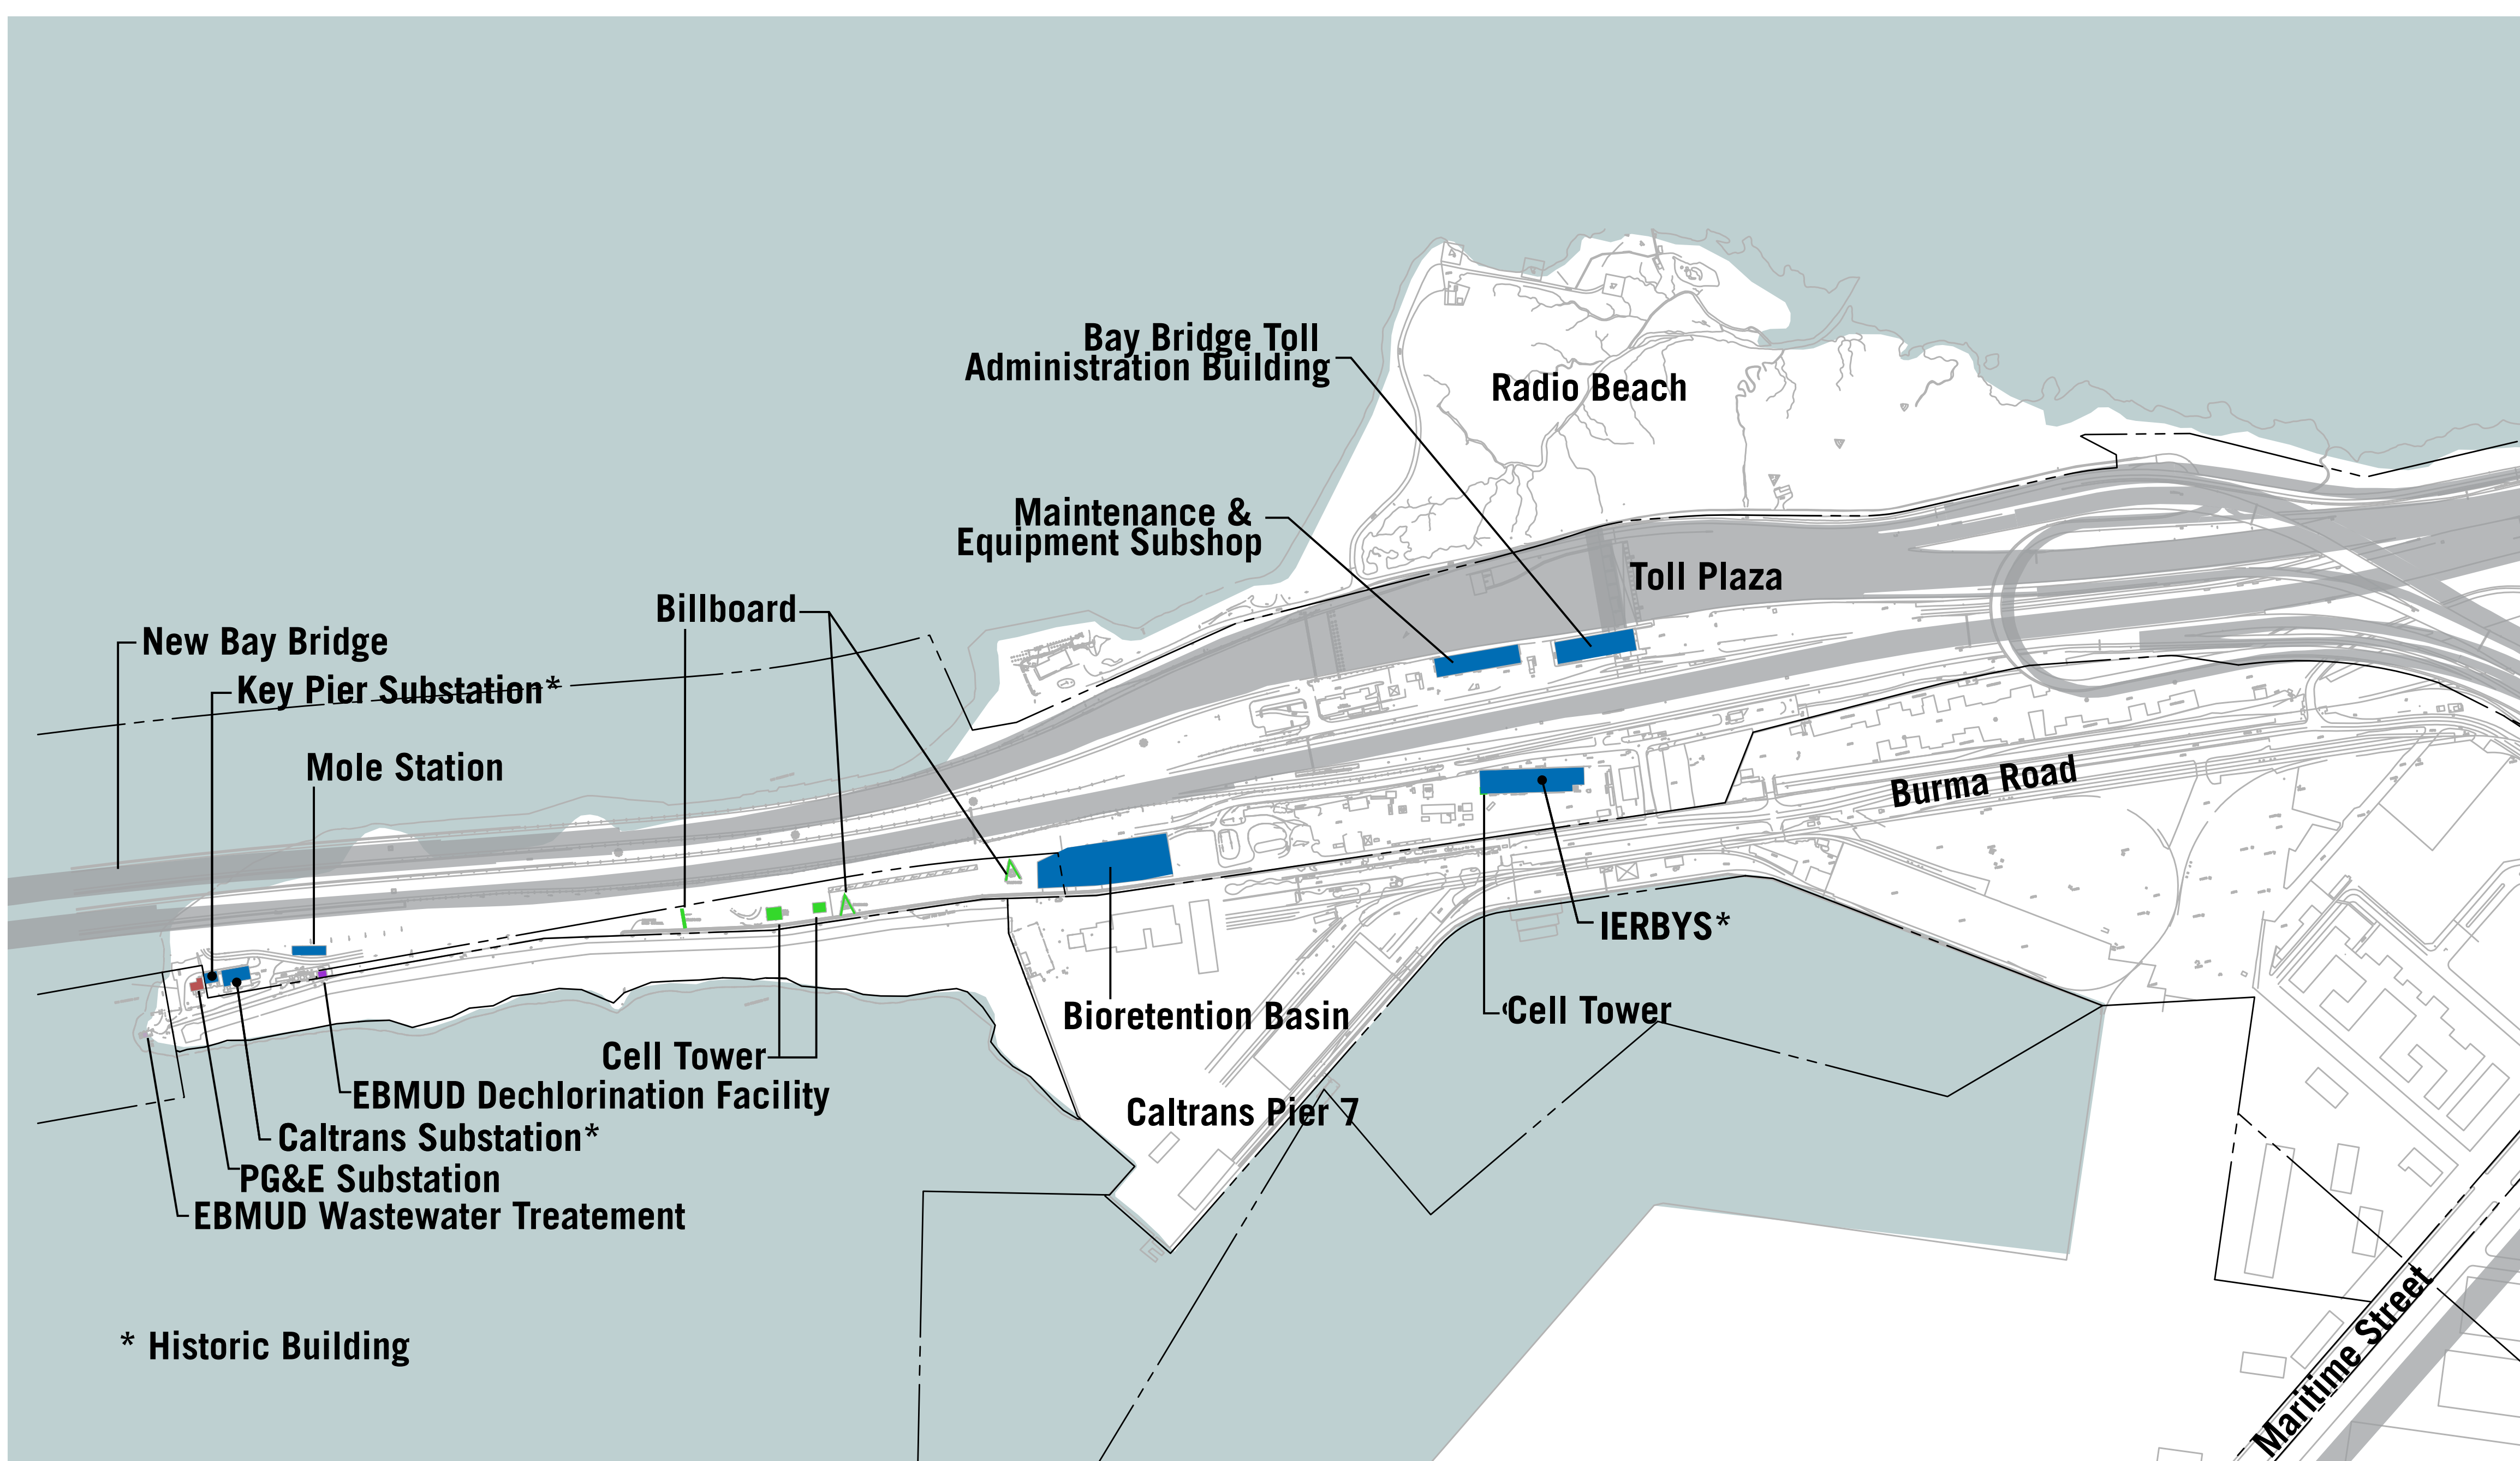 Bay Bridge Toll
Administration Building
Radio Beach
Maintenance &
Equipment Subshop
Toll Plaza
Billboard
New Bay Bridge
Key Pier Substation*
Mole Station
Burma Road
IERBYS*
Cell Tower
Bioretention Basin
Cell Tower
EBMUD Dechlorination Facility
Caltrans Pier 7
Caltrans Substation*
PG&E Substation
EBMUD Wastewater Treatement
* Historic Building
Maritime Street